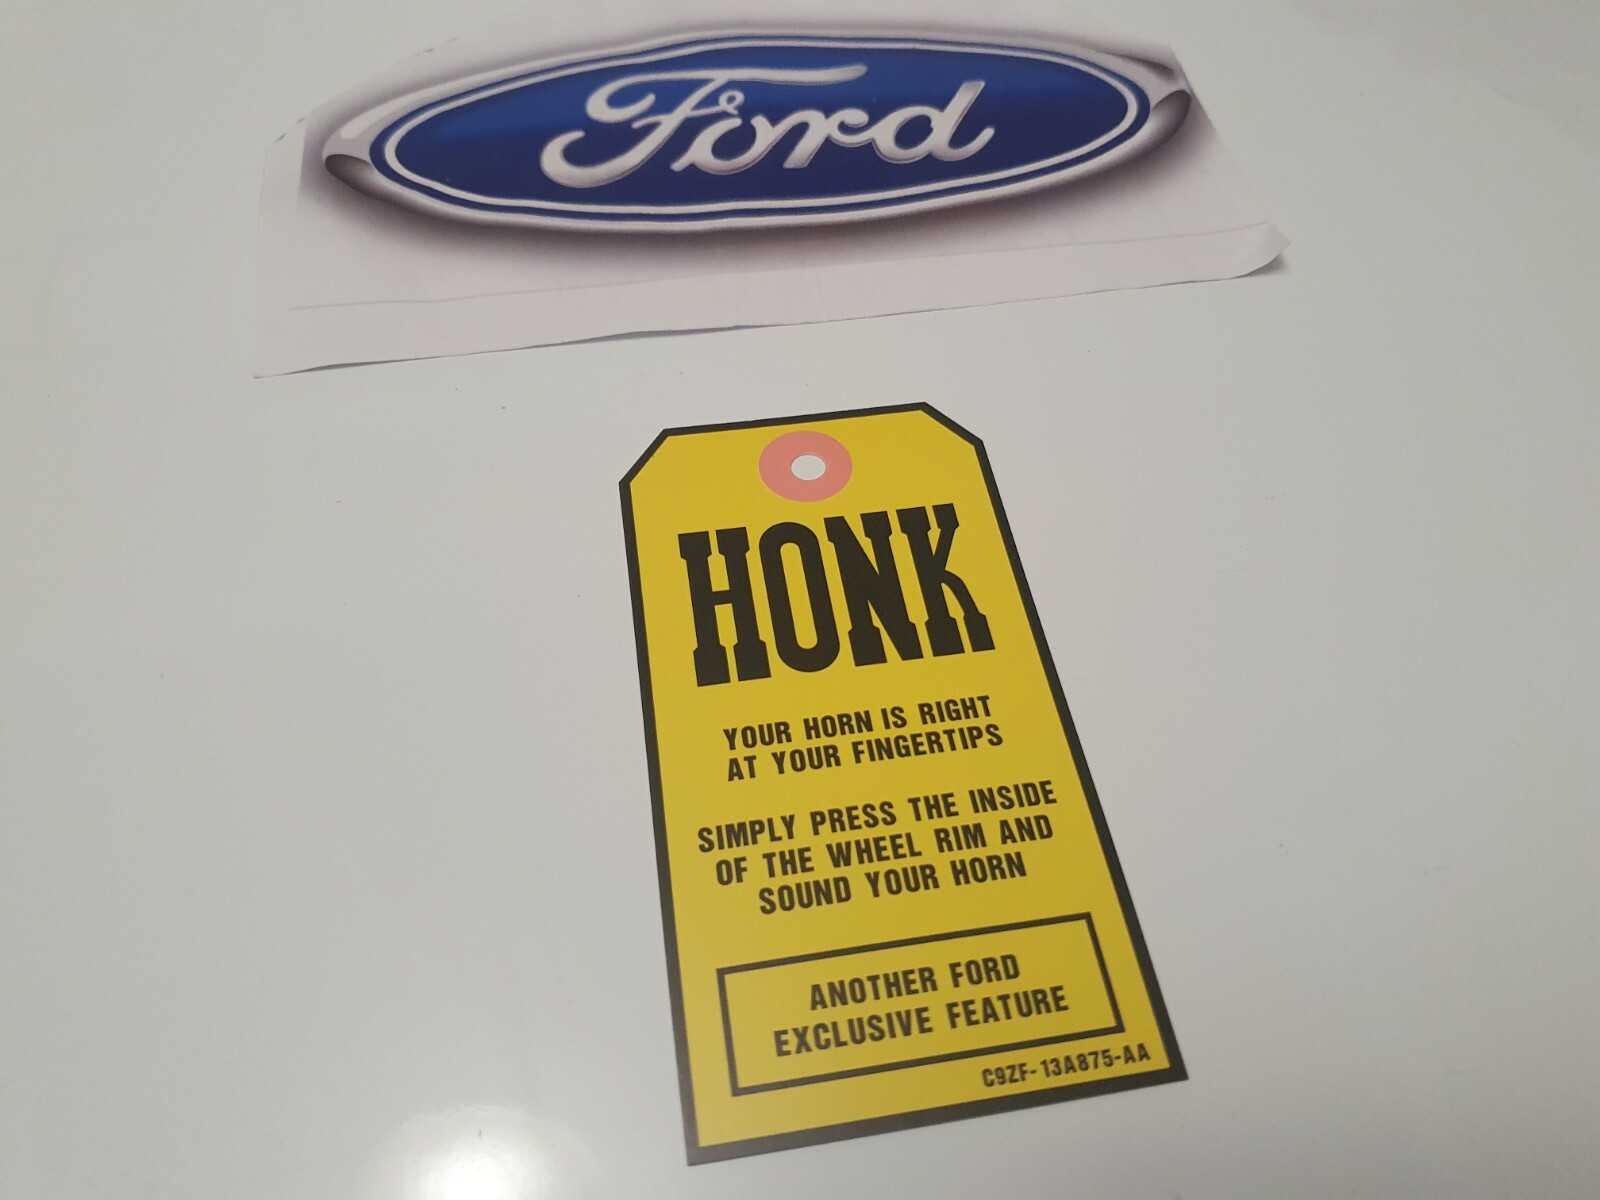 Ford
HONK
YOUR HORN IS RIGHT
AT YOUR FINGERTIPS
SIMPLY PRESS THE INSIDE
OF THE WHEEL RIM AND
SOUND YOUR HORN
ANOTHER FORD
EXCLUSIVE FEATURE
C9ZF-13A875-AA